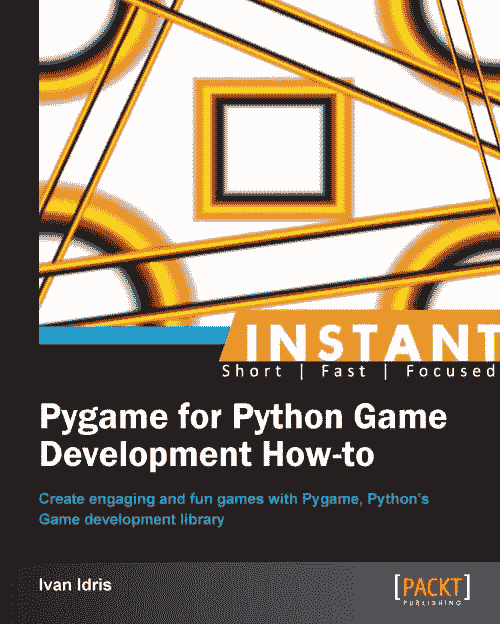 INSTANT
Short | Fast | Focused
Pygame for Python Game
Development How-to
Create engaging and fun games with Pygame, Python's
Game development library
Ivan Idris
[PACKT]
PUBLISHING